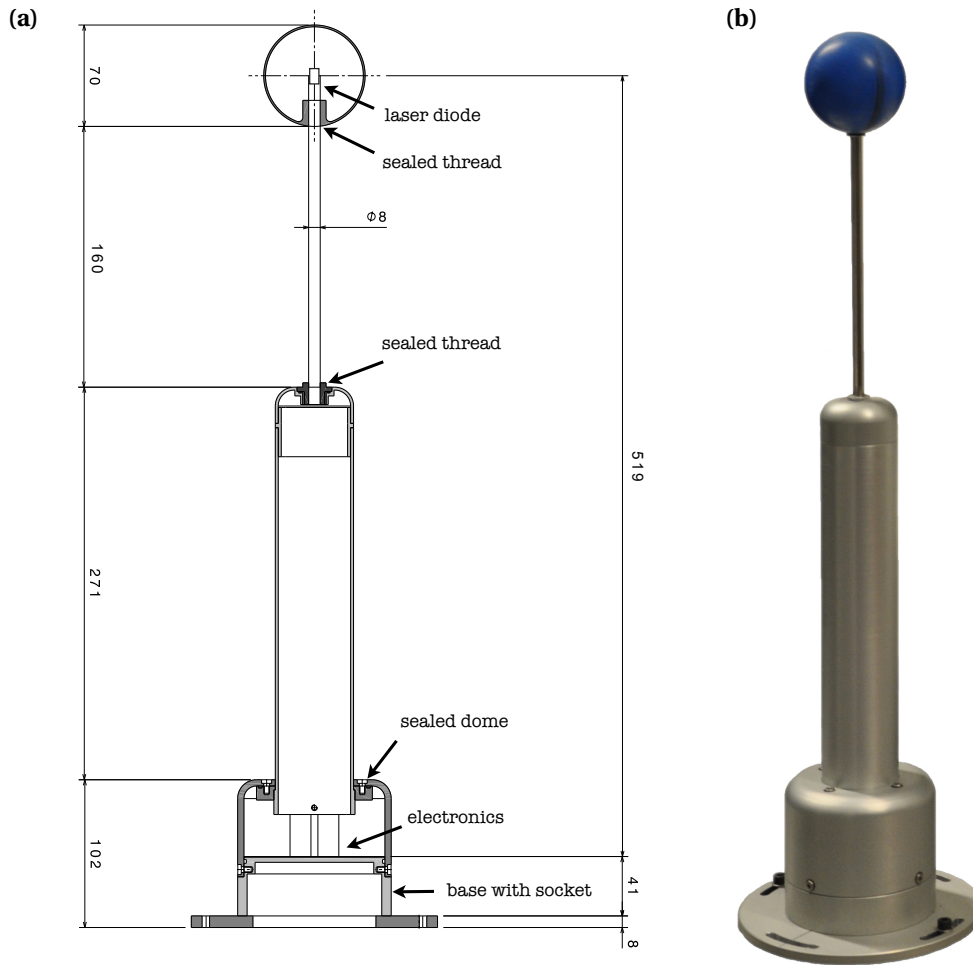 (a)
(b)
70
laser diode
sealed thread
ϕ8
160
sealed thread
519
271
sealed dome
electronics
102
41
base with socket
8